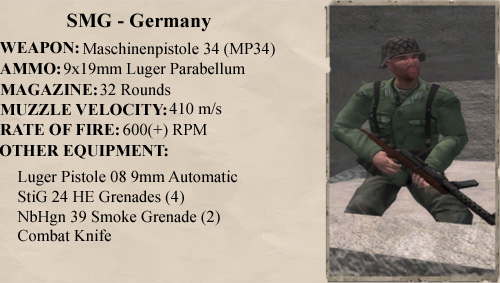 SMG - Germany
WEAPON: Maschinenpistole 34 (MP34)
AMMO: 9x19mm Luger Parabellum
MAGAZINE: 32 Rounds
MUZZLE VELOCITY: 410 m/s
RATE OF FIRE: 600(+) RPM
OTHER EQUIPMENT:
Luger Pistole 08 9mm Automatic
StiG 24 HE Grenades (4)
NbHgn 39 Smoke Grenade (2)
Combat Knife